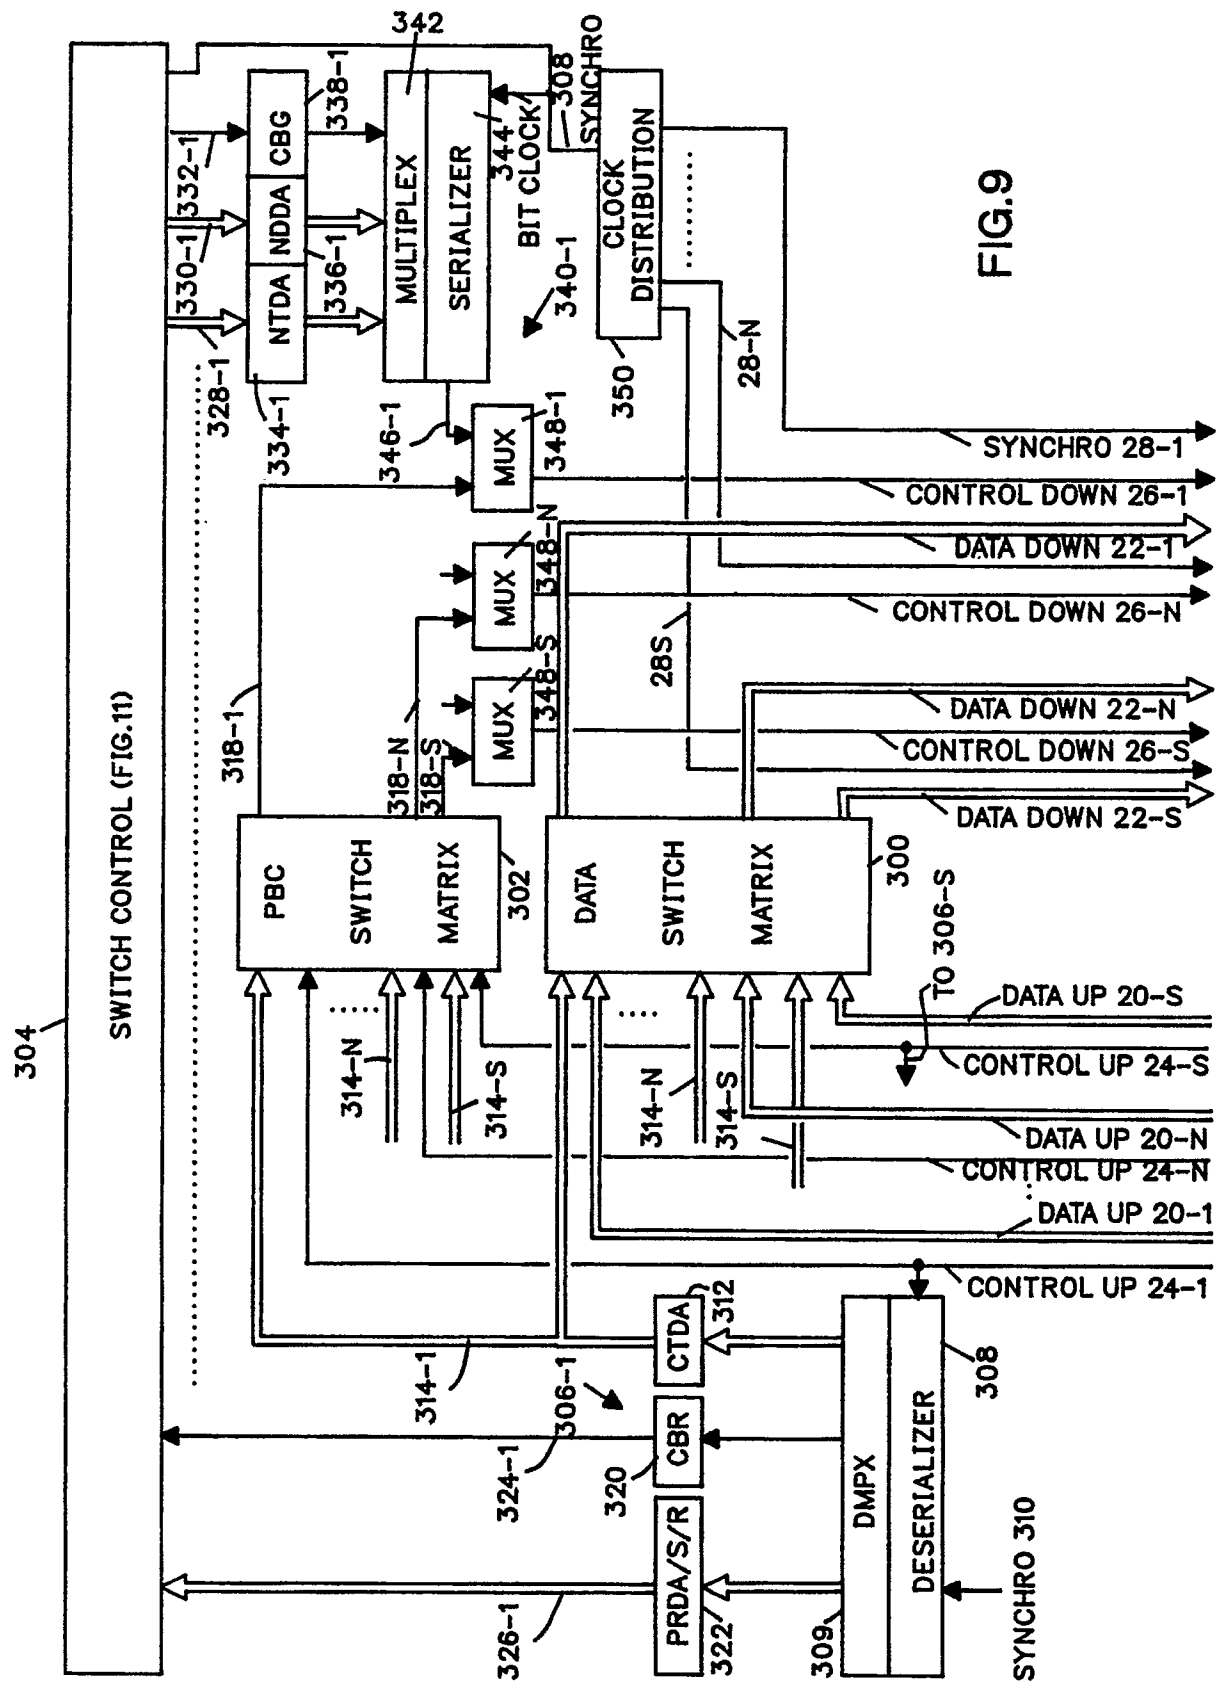 304
SWITCH CONTROL (FIG.11)
326-1
324-1
306-1
314-1
PRDA/S/R
322
CBR
320
CTDA
312
DMPX
309
DESERIALIZER
308
SYNCHRO 310
PBC
SWITCH
MATRIX
302
314-N
314-S
DATA
SWITCH
MATRIX
300
314-N
314-S
TO 306-S
DATA UP 20-S
CONTROL UP 24-S
DATA UP 20-N
CONTROL UP 24-N
DATA UP 20-1
CONTROL UP 24-1
318-1
318-N
318-S
MUX
348-S
MUX
348-N
MUX
348-1
346-1
328-1
330-1
332-1
334-1
NTDA
NDDA
CBG
336-1
338-1
342
MULTIPLEX
SERIALIZER
344
BIT CLOCK
308
SYNCHRO
340-1
CLOCK
DISTRIBUTION
350
28-N
28S
SYNCHRO 28-1
CONTROL DOWN 26-1
DATA DOWN 22-1
CONTROL DOWN 26-N
DATA DOWN 22-N
CONTROL DOWN 26-S
DATA DOWN 22-S
FIG.9